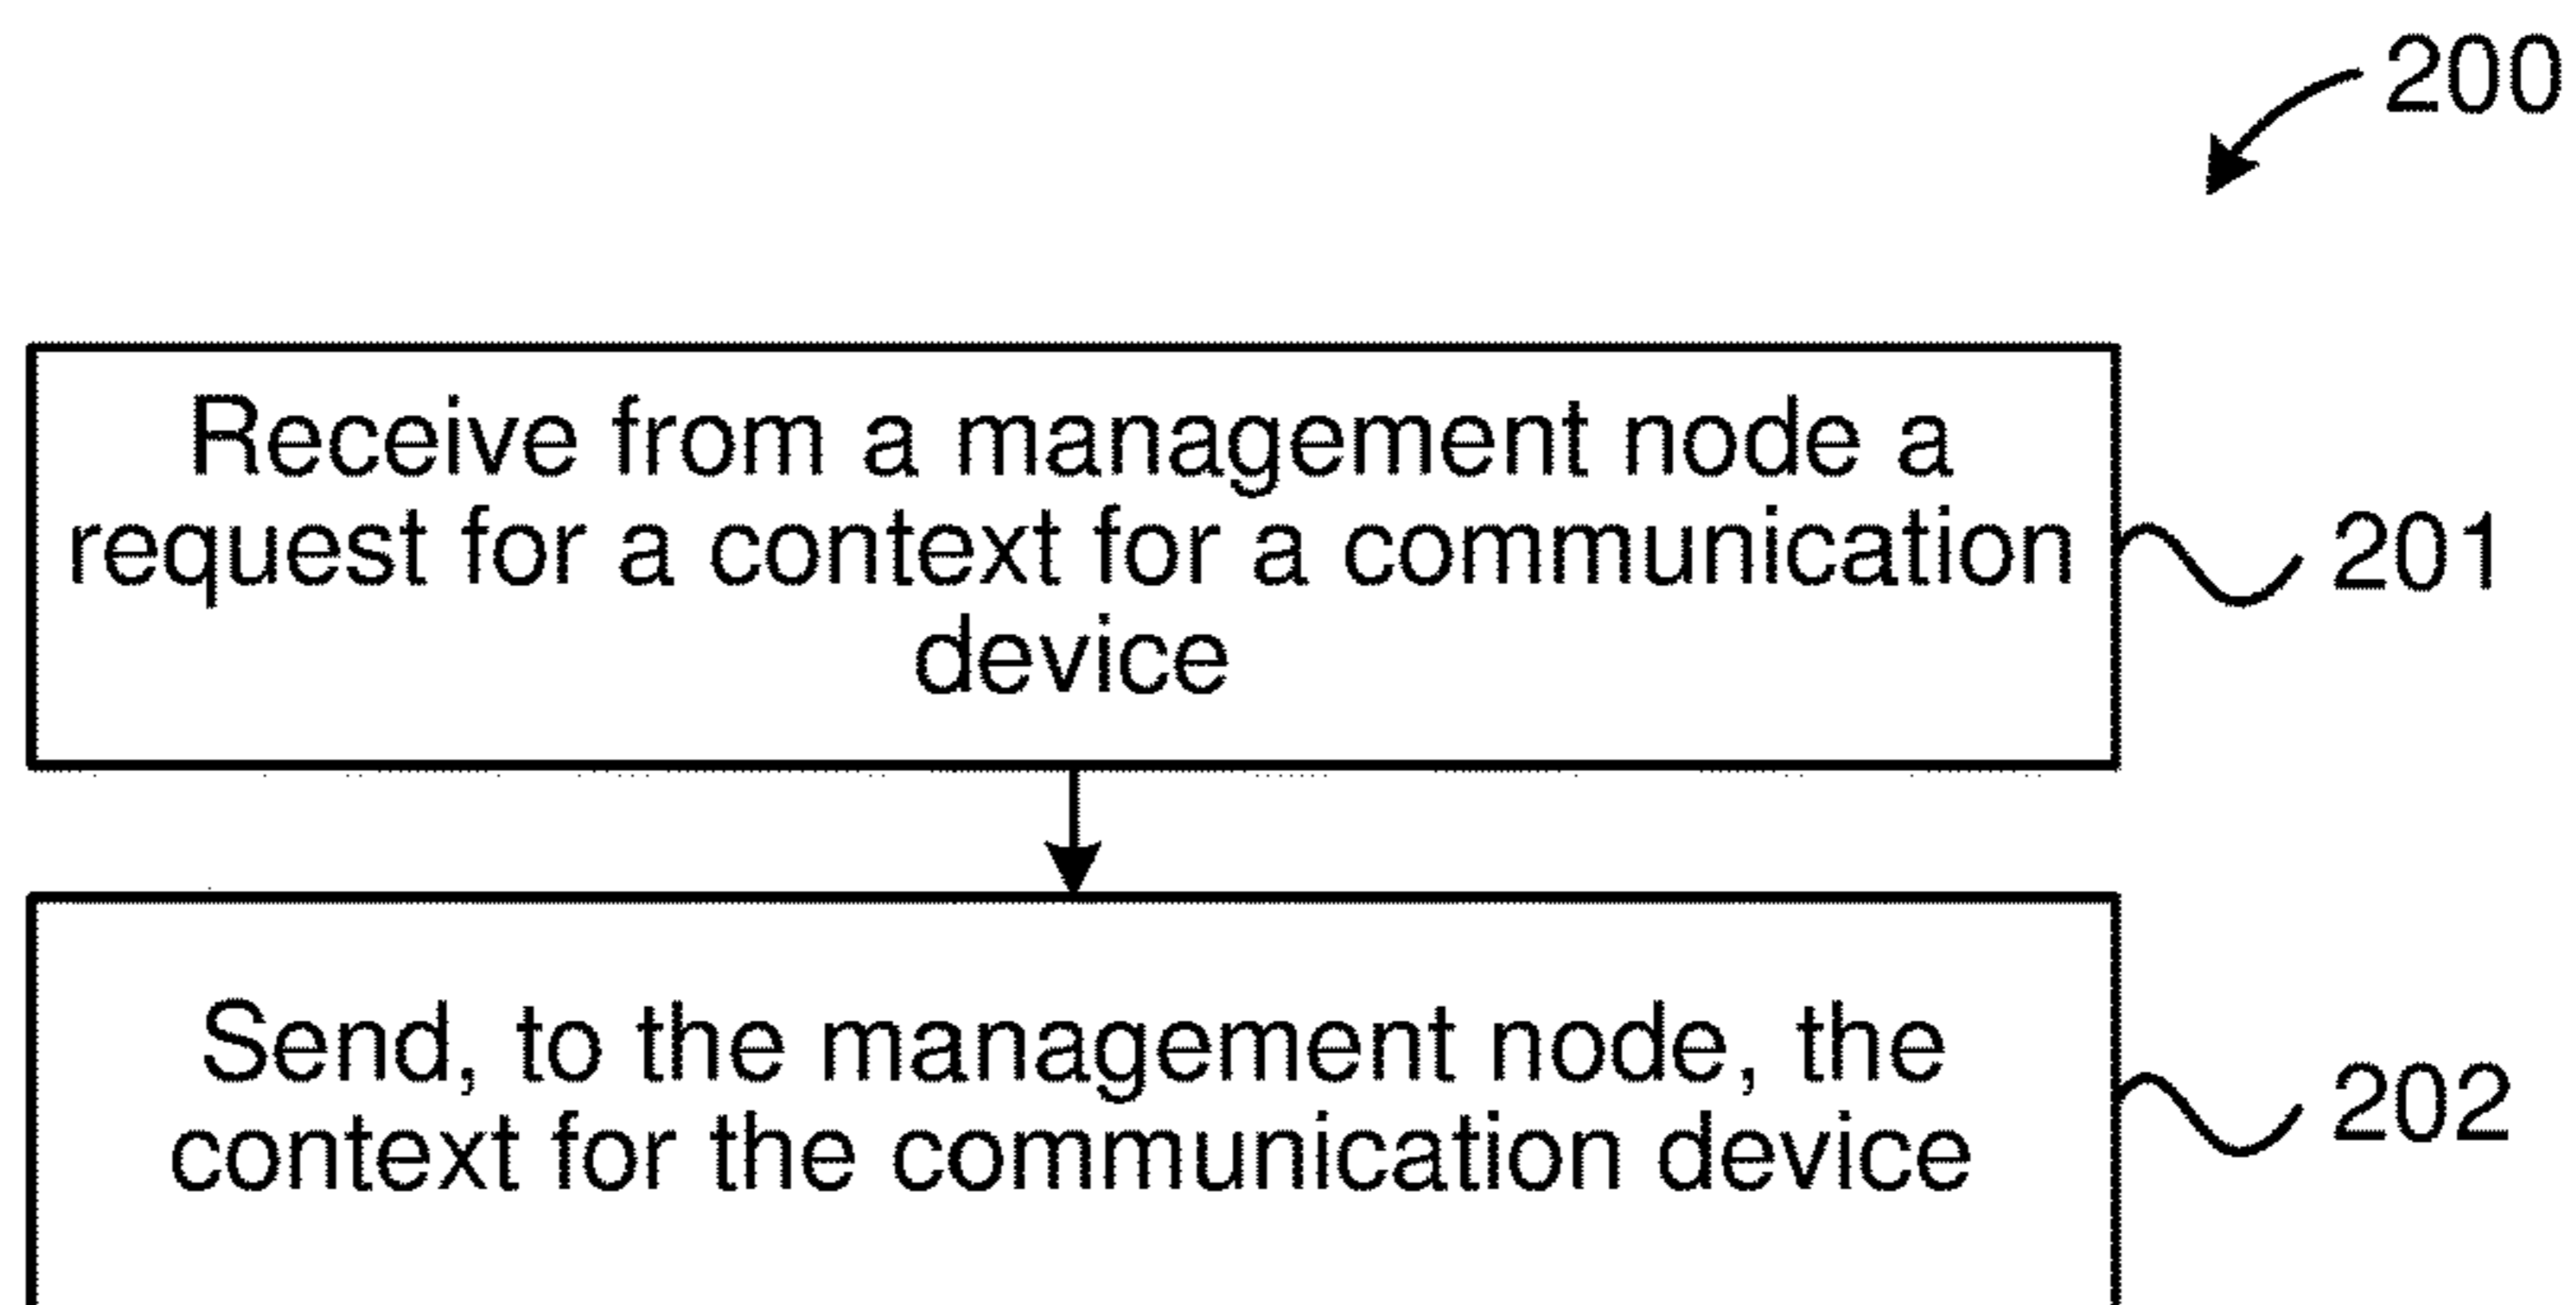 200
Receive from a management node a
request for a context for a communication
device
201
Send, to the management node, the
context for the communication device
202